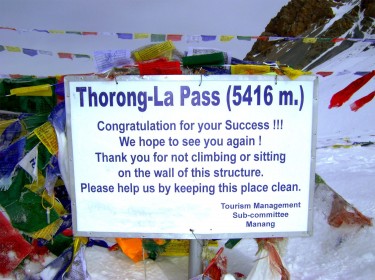 Thorong-La Pass (5416 m.)
Congratulation for your Success !!!
We hope to see you again !
Thank you for not climbing or sitting
on the wall of this structure.
Please help us by keeping this place clean.
Tourism Management
Sub-committee
Manang